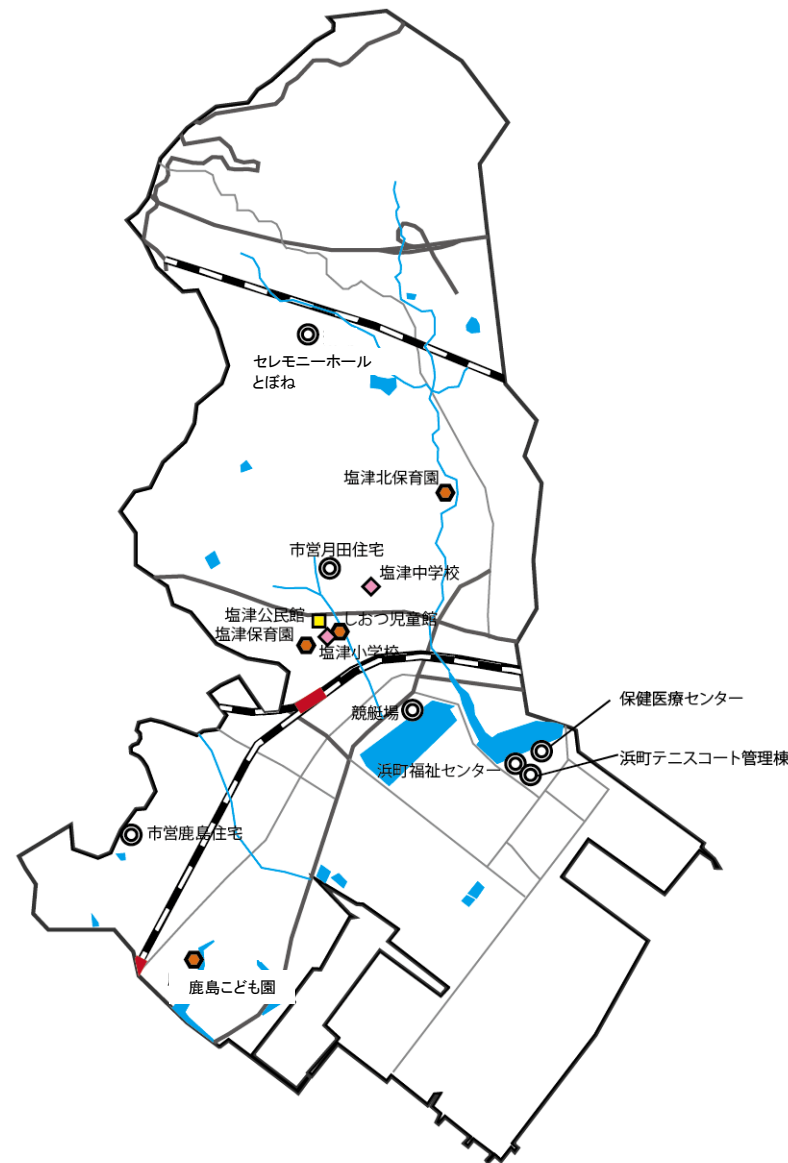 セレモニーホール
とぼね
塩津北保育園
市営月田住宅
塩津中学校
塩津公民館
しおつ児童館
塩津保育園
塩津小学校
保健医療センター
競艇場
浜町テニスコート管理棟
浜町福祉センター
市営鹿島住宅
鹿島こども園